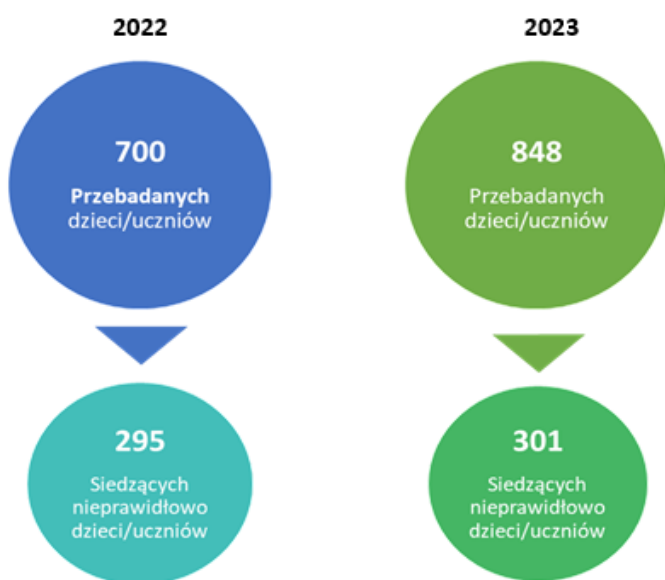 2022
700
Przebadanych
dzieci/uczniów
295
Siedzących
nieprawidłowo
dzieci/uczniów
2023
848
Przebadanych
dzieci/uczniów
301
Siedzących
nieprawidłowo
dzieci/uczniów